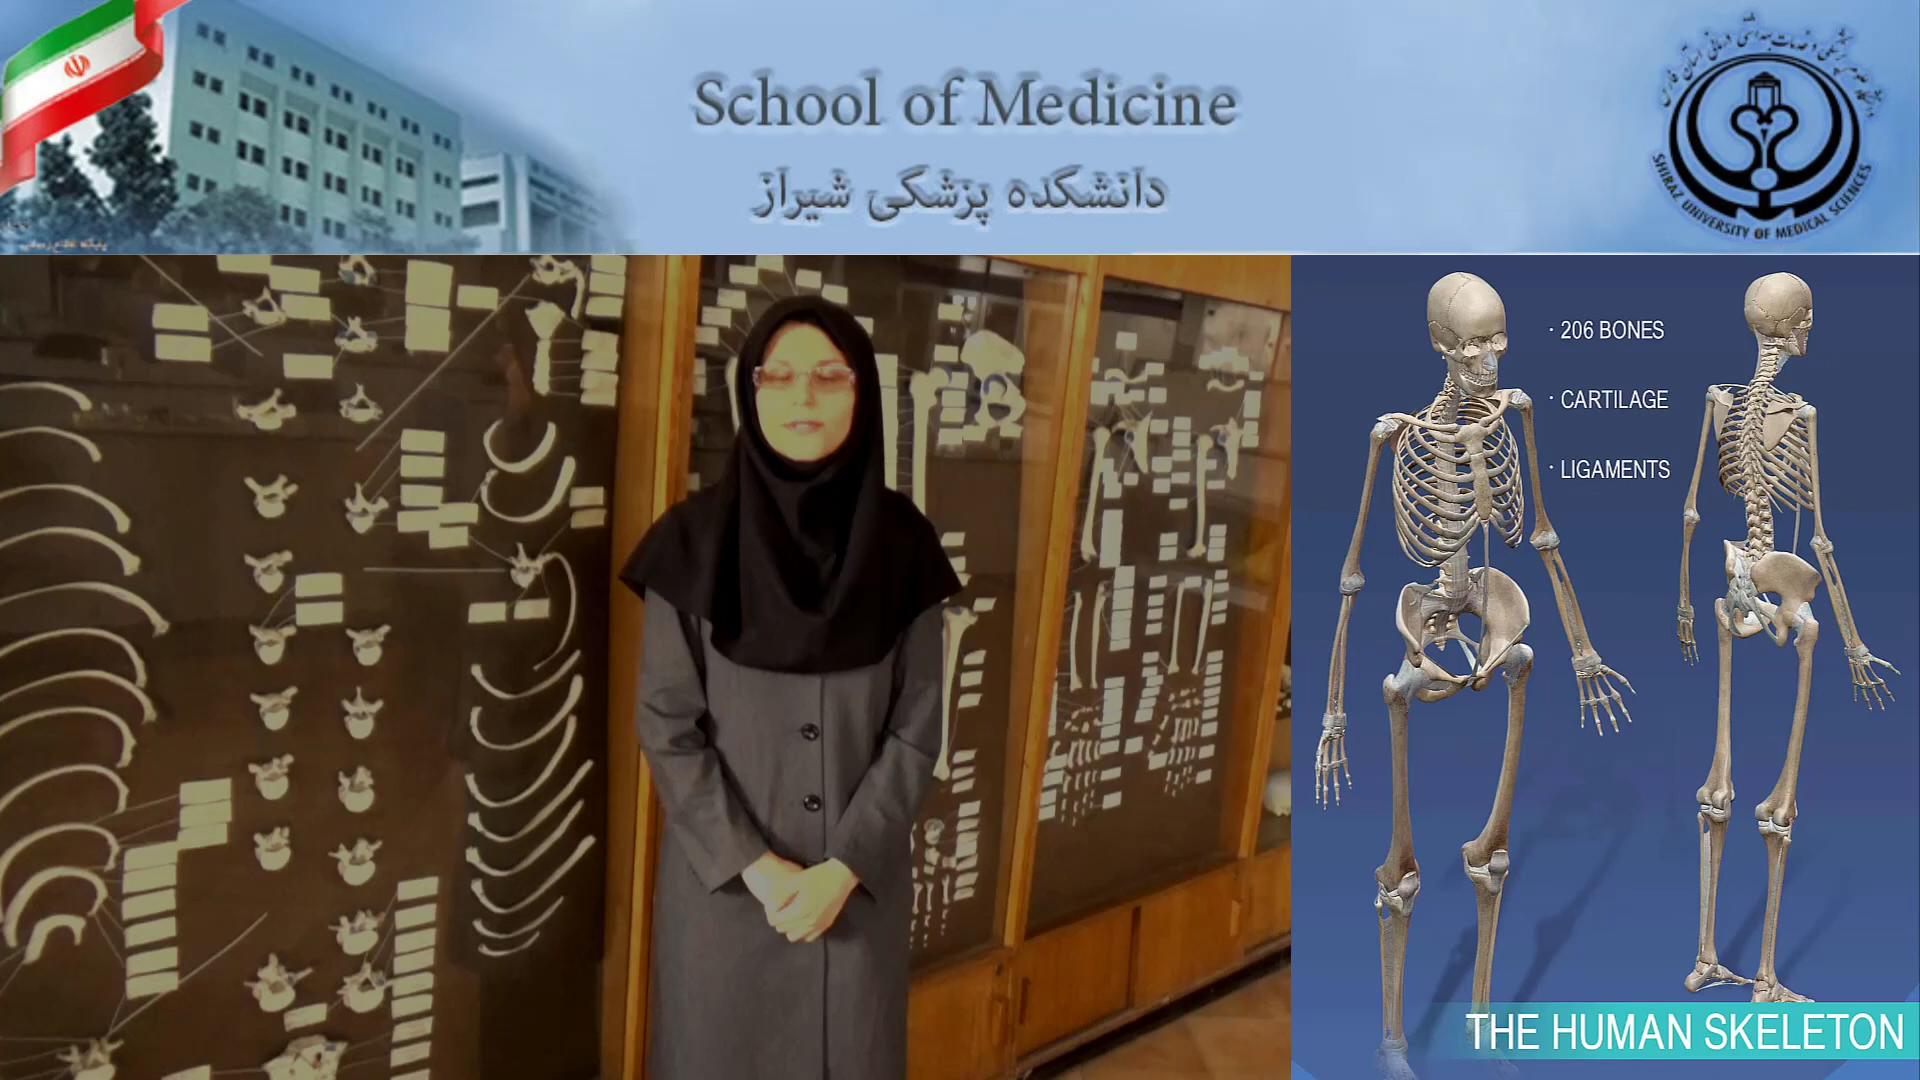 School of Medicine
دانشکده پزشکی شیراز
SHIRAZ UNIVERSITY OF MEDICAL SCIENCES
· 206 BONES
· CARTILAGE
· LIGAMENTS
THE HUMAN SKELETON